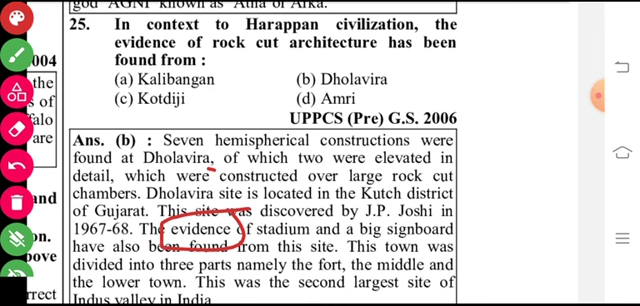 god AGNI known as Atha or Arka.
25. In context to Harappan civilization, the
evidence of rock cut architecture has been
found from :
(a) Kalibangan (b) Dholavira
(c) Kotdiji (d) Amri
UPPCS (Pre) G.S. 2006
Ans. (b) : Seven hemispherical constructions were
found at Dholavira, of which two were elevated in
detail, which were constructed over large rock cut
chambers. Dholavira site is located in the Kutch district
of Gujarat. This site was discovered by J.P. Joshi in
1967-68. The evidence of stadium and a big signboard
have also been found from this site. This town was
divided into three parts namely the fort, the middle and
the lower town. This was the second largest site of
Indus valley in India
004
the
s of
falo
are
and
on.
bove
rrect